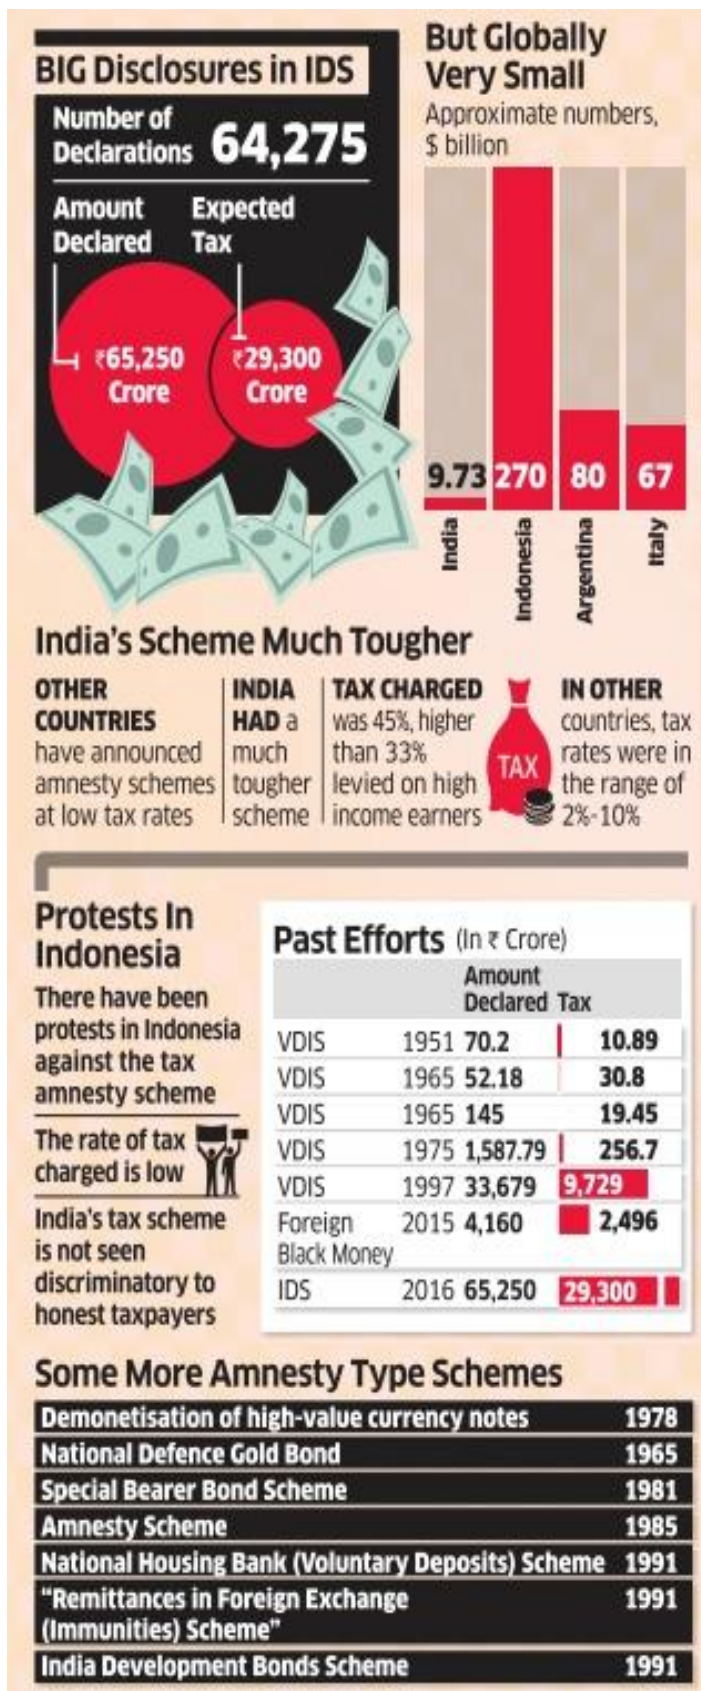 BIG Disclosures in IDS
Number of
Declarations 64,275
Amount
Declared
Expected
Tax
₹65,250
Crore
₹29,300
Crore
But Globally
Very Small
Approximate numbers,
$ billion
9.73 270 80 67
India
Indonesia
Argentina
Italy
India's Scheme Much Tougher
OTHER
COUNTRIES
have announced
amnesty schemes
at low tax rates
INDIA
HAD a
much
tougher
scheme
TAX CHARGED
was 45%, higher
than 33%
levied on high
income earners
TAX
IN OTHER
countries, tax
rates were in
the range of
2%-10%
Protests In
Indonesia
There have been
protests in Indonesia
against the tax
amnesty scheme
The rate of tax
charged is low
India's tax scheme
is not seen
discriminatory to
honest taxpayers
Past Efforts (In ₹ Crore)
Amount
Declared Tax
VDIS 1951 70.2 10.89
VDIS 1965 52.18 30.8
VDIS 1965 145 19.45
VDIS 1975 1,587.79 256.7
VDIS 1997 33,679 9,729
Foreign 2015 4,160 2,496
Black Money
IDS 2016 65,250 29,300
Some More Amnesty Type Schemes
Demonetisation of high-value currency notes 1978
National Defence Gold Bond 1965
Special Bearer Bond Scheme 1981
Amnesty Scheme 1985
National Housing Bank (Voluntary Deposits) Scheme 1991
"Remittances in Foreign Exchange 1991
(Immunities) Scheme"
India Development Bonds Scheme 1991